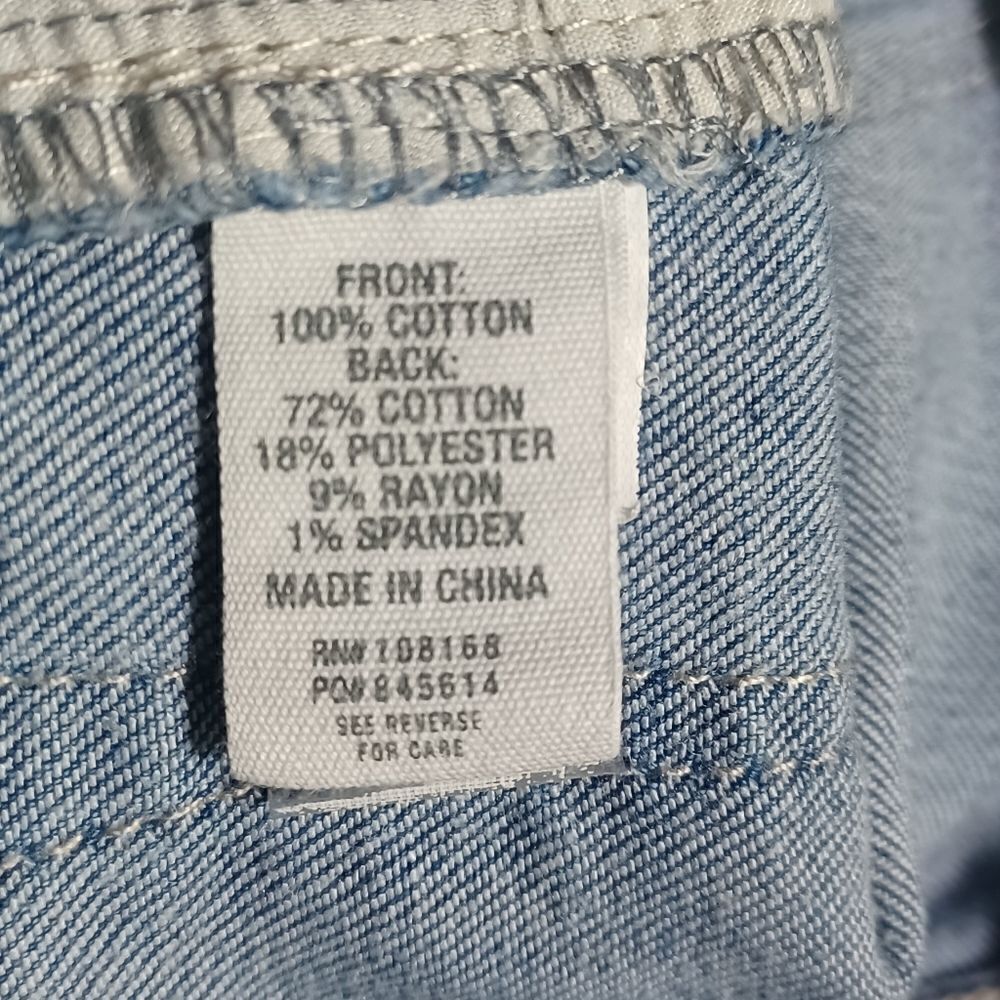 FRONT:
100% COTTON
BACK:
72% COTTON
18% POLYESTER
9% RAYON
1% SPANDEX
MADE IN CHINA
RN# 108168
PO# 845614
SEE REVERSE
FOR CARE